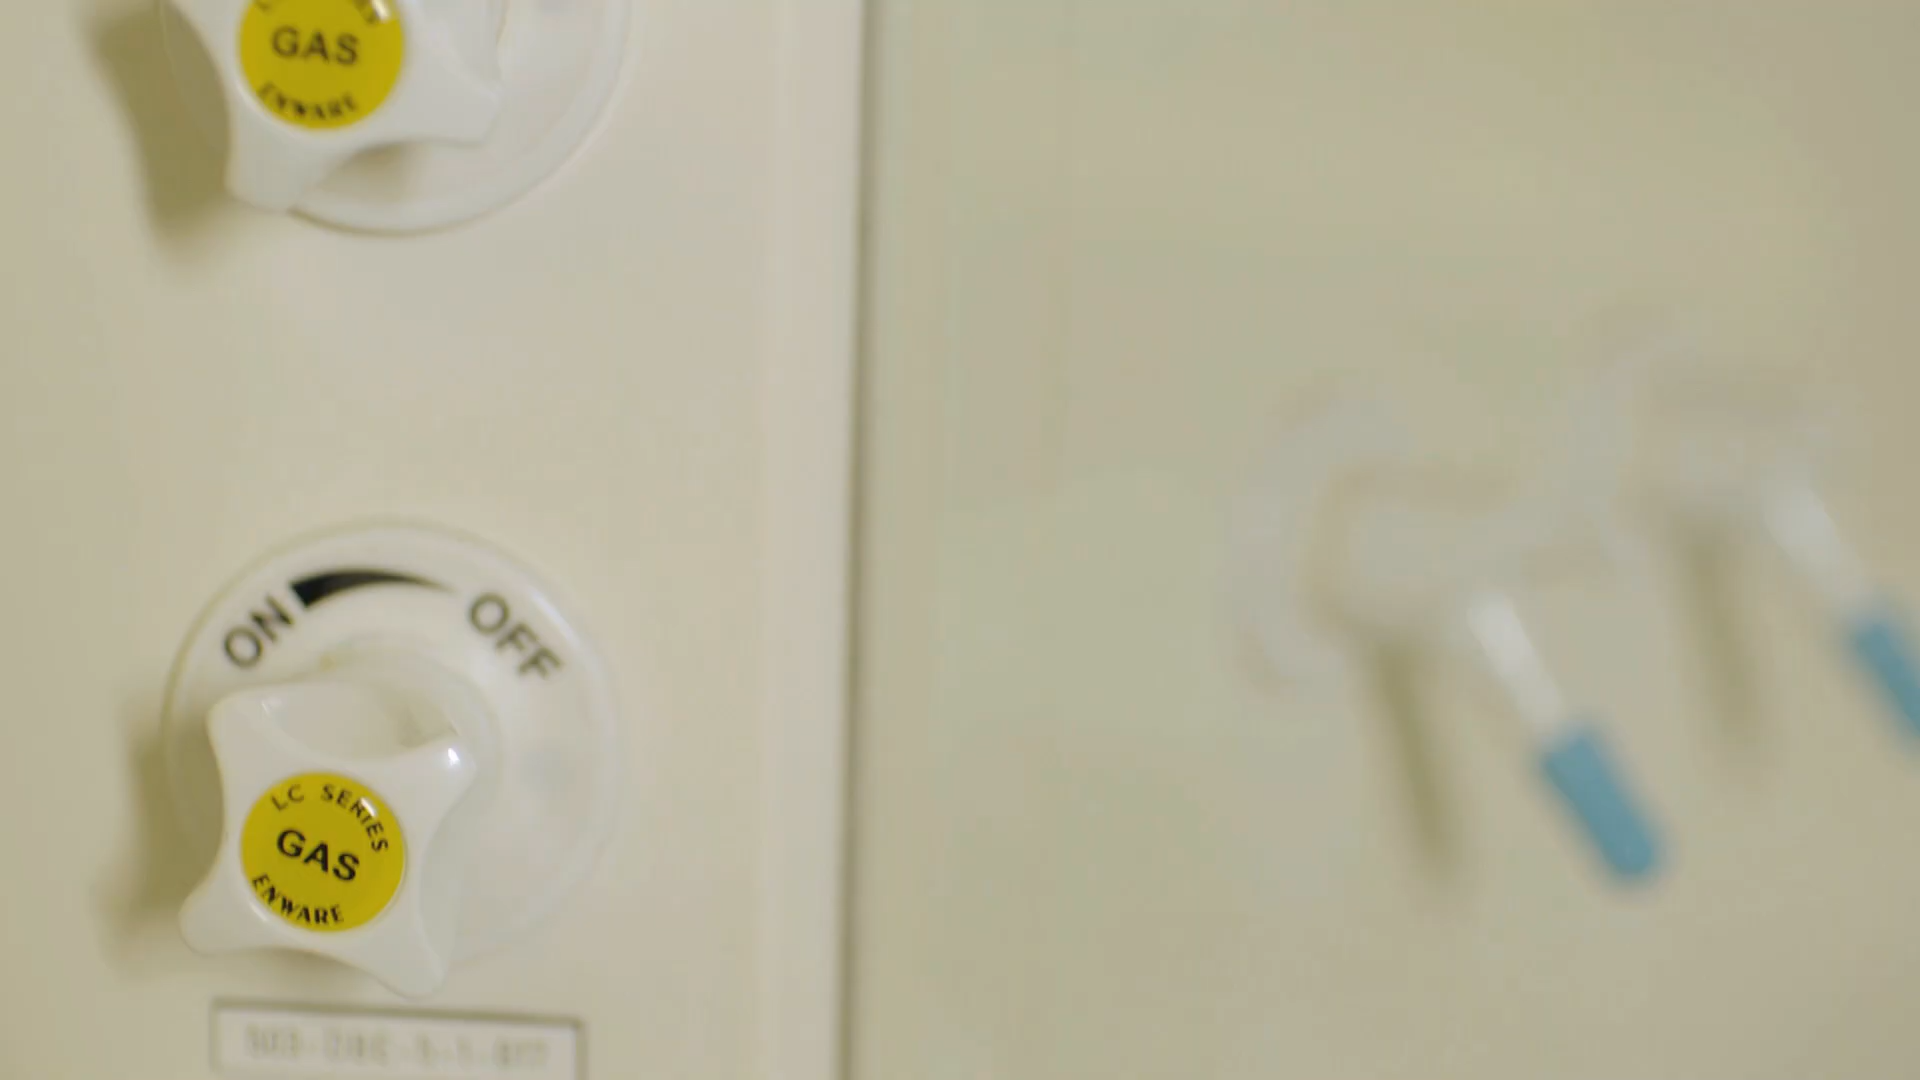 GAS
ENWARE
ON OFF
LC SERIES
GAS
ENWARE